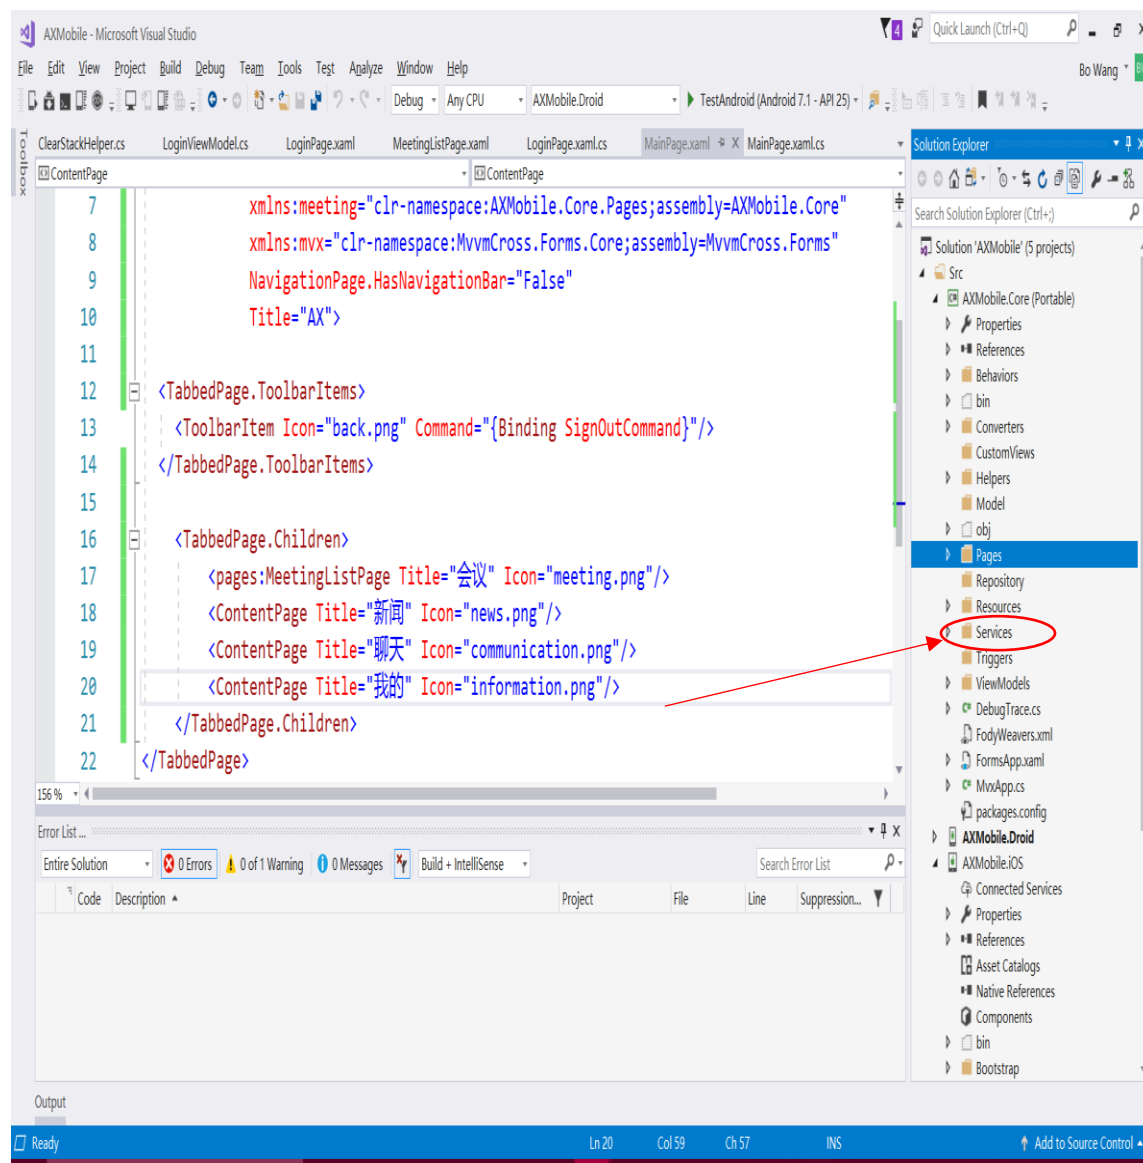 AXMobile - Microsoft Visual Studio
4
Quick Launch (Ctrl+Q)
File Edit View Project Build Debug Team Tools Test Analyze Window Help
Bo Wang
Debug Any CPU AXMobile.Droid TestAndroid (Android 7.1 - API 25)
Toolbox
ClearStackHelper.cs LoginViewModel.cs LoginPage.xaml MeetingListPage.xaml LoginPage.xaml.cs MainPage.xaml MainPage.xaml.cs
ContentPage ContentPage
7 xmlns:meeting="clr-namespace:AXMobile.Core.Pages;assembly=AXMobile.Core"
8 xmlns:mvx="clr-namespace:MvvmCross.Forms.Core;assembly=MvvmCross.Forms"
9 NavigationPage.HasNavigationBar="False"
10 Title="AX">
11
12 <TabbedPage.ToolbarItems>
13 <ToolbarItem Icon="back.png" Command="{Binding SignOutCommand}"/>
14 </TabbedPage.ToolbarItems>
15
16 <TabbedPage.Children>
17 <pages:MeetingListPage Title="会议" Icon="meeting.png"/>
18 <ContentPage Title="新闻" Icon="news.png"/>
19 <ContentPage Title="聊天" Icon="communication.png"/>
20 <ContentPage Title="我的" Icon="information.png"/>
21 </TabbedPage.Children>
22 </TabbedPage>
156 %
Error List ...
Entire Solution 0 Errors 0 of 1 Warning 0 Messages Build + IntelliSense Search Error List
Code Description Project File Line Suppression...
Output
Solution Explorer
Search Solution Explorer (Ctrl+;)
Solution 'AXMobile' (5 projects)
Src
AXMobile.Core (Portable)
Properties
References
Behaviors
bin
Converters
CustomViews
Helpers
Model
obj
Pages
Repository
Resources
Services
Triggers
ViewModels
DebugTrace.cs
FodyWeavers.xml
FormsApp.xaml
MvxApp.cs
packages.config
AXMobile.Droid
AXMobile.iOS
Connected Services
Properties
References
Asset Catalogs
Native References
Components
bin
Bootstrap
Ready Ln 20 Col 59 Ch 57 INS Add to Source Control